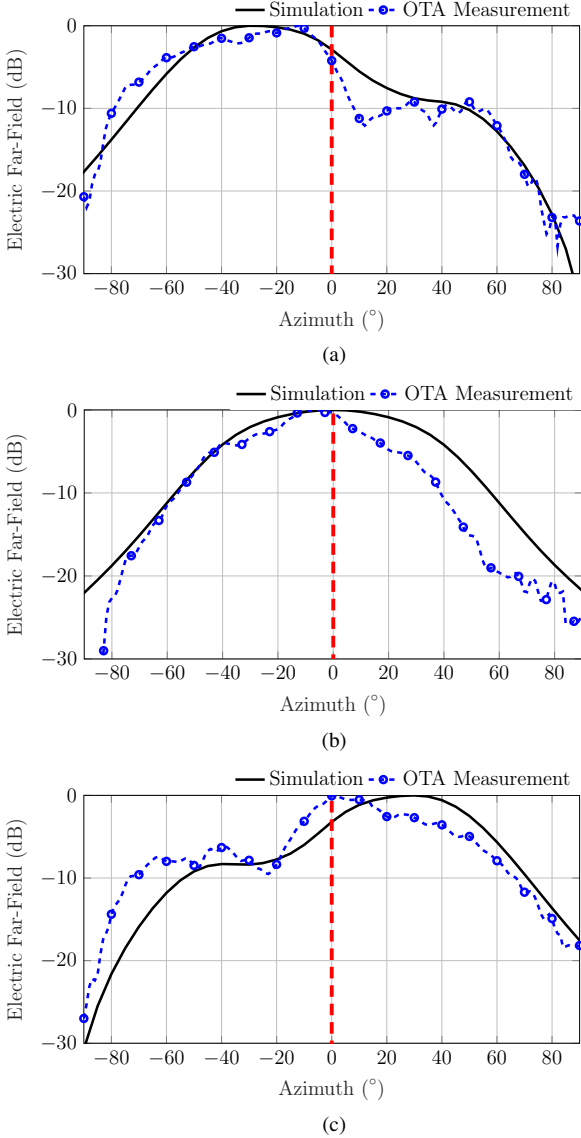 Simulation OTA Measurement
0
−10
−20
−30
Electric Far-Field (dB)
−80 −60 −40 −20 0 20 40 60 80
Azimuth (°)
(a)
Simulation OTA Measurement
0
−10
−20
−30
Electric Far-Field (dB)
−80 −60 −40 −20 0 20 40 60 80
Azimuth (°)
(b)
Simulation OTA Measurement
0
−10
−20
−30
Electric Far-Field (dB)
−80 −60 −40 −20 0 20 40 60 80
Azimuth (°)
(c)